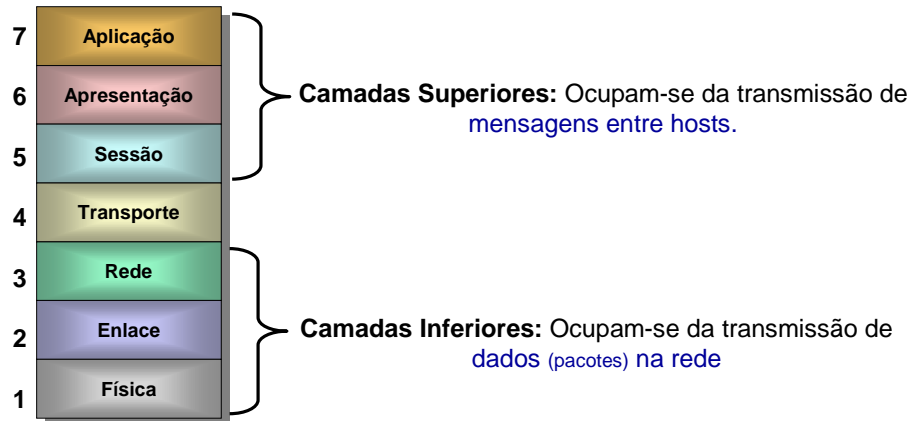 7 Aplicação
6 Apresentação
Camadas Superiores: Ocupam-se da transmissão de
mensagens entre hosts.
5 Sessão
4 Transporte
3 Rede
2 Enlace
Camadas Inferiores: Ocupam-se da transmissão de
dados (pacotes) na rede
1 Física